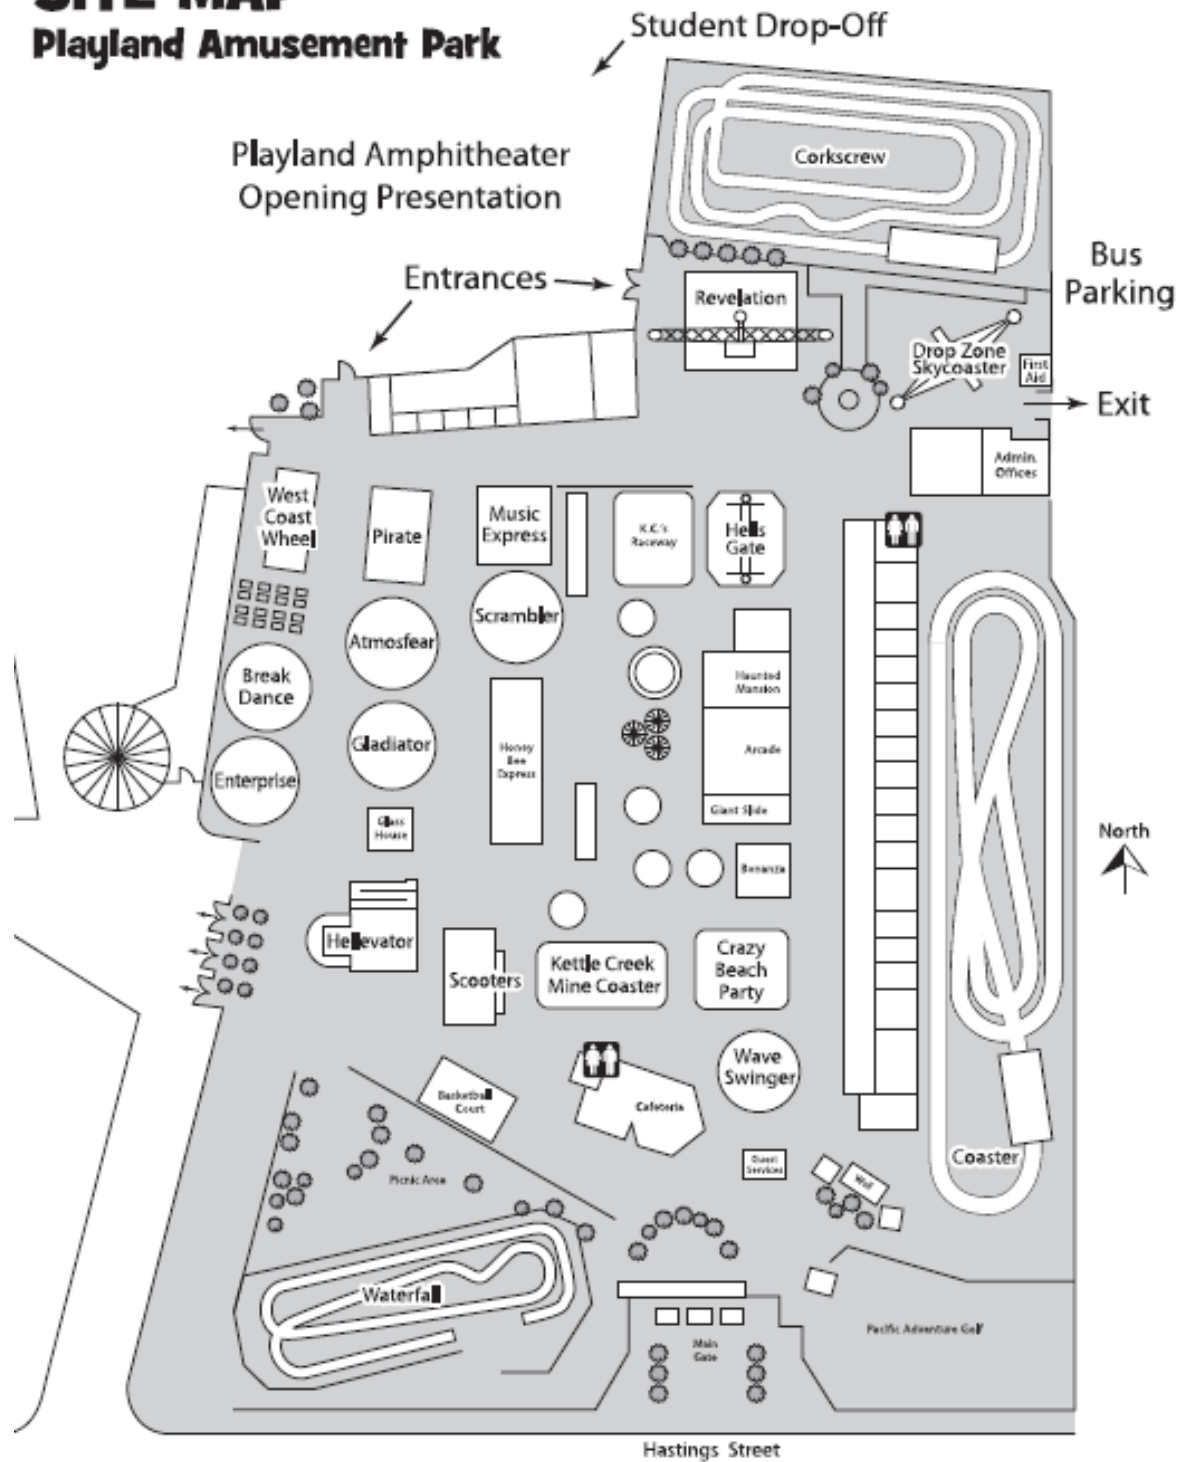 SITE MAP
Playland Amusement Park
Student Drop-Off
Playland Amphitheater
Opening Presentation
Corkscrew
Entrances
Bus
Parking
Revelation
Drop Zone
Skycoaster
First
Aid
Exit
Admin.
Offices
West
Coast
Wheel
Pirate
Music
Express
K.C.'s
Raceway
Hells
Gate
Scrambler
Atmosfear
Break
Dance
Haunted
Mansion
Gladiator
Honey
Bee
Express
Arcade
Enterprise
Giant Slide
Glass
House
North
Bonanza
Hellevator
Scooters
Kettle Creek
Mine Coaster
Crazy
Beach
Party
Wave
Swinger
Basketball
Court
Cafeteria
Coaster
Guest
Services
Picnic Area
Wall
Waterfall
Pacific Adventure Golf
Main
Gate
Hastings Street